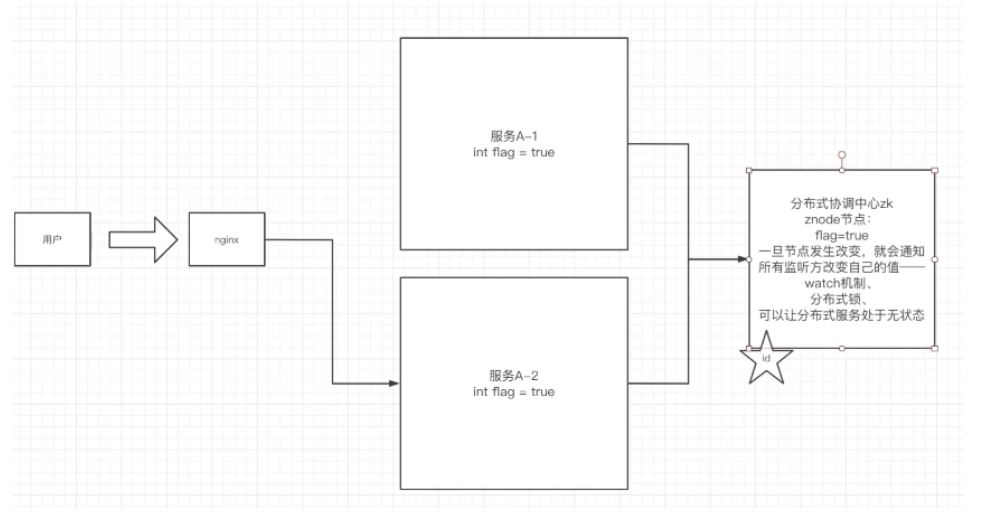 用户
nginx
服务A-1
int flag = true
服务A-2
int flag = true
分布式协调中心zk
znode节点：
flag=true
一旦节点发生改变，就会通知
所有监听方改变自己的值——
watch机制、
分布式锁、
可以让分布式服务处于无状态
id